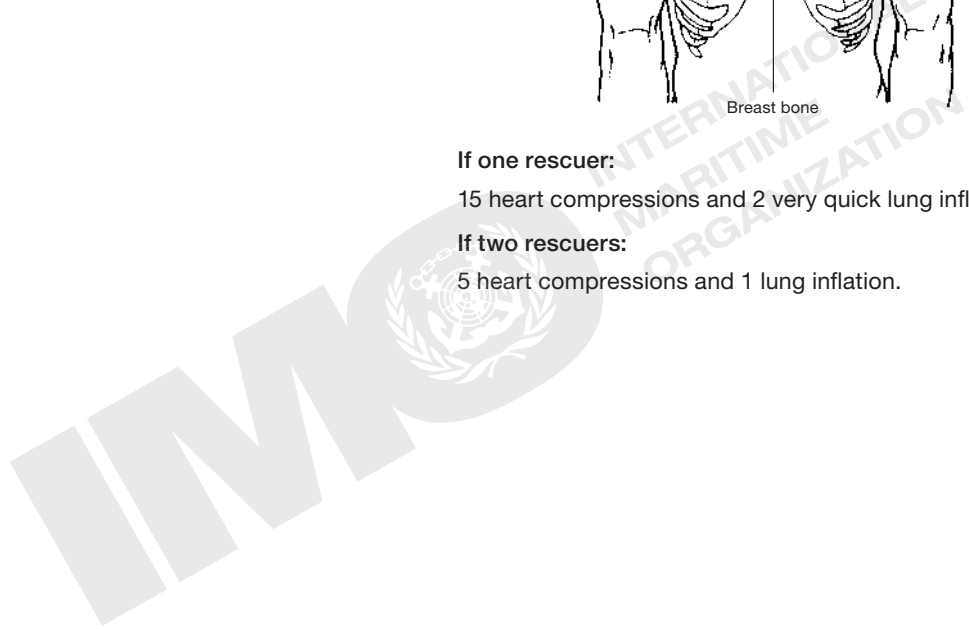 Breast bone
If one rescuer:
15 heart compressions and 2 very quick lung
If two rescuers:
5 heart compressions and 1 lung inflation.
INTERNATIONAL
MARITIME
ORGANIZATION
IMO